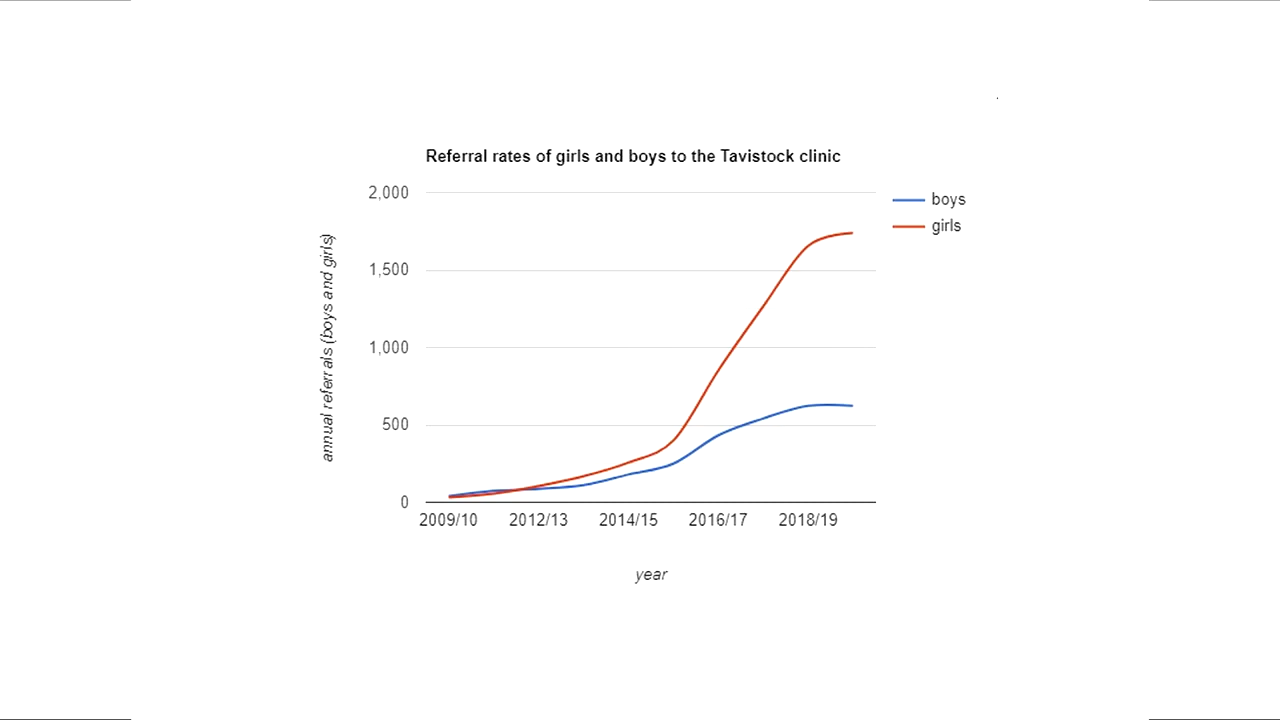 Referral rates of girls and boys to the Tavistock clinic
2,000
1,500
1,000
500
0
annual referrals (boys and girls)
2009/10 2012/13 2014/15 2016/17 2018/19
year
boys
girls